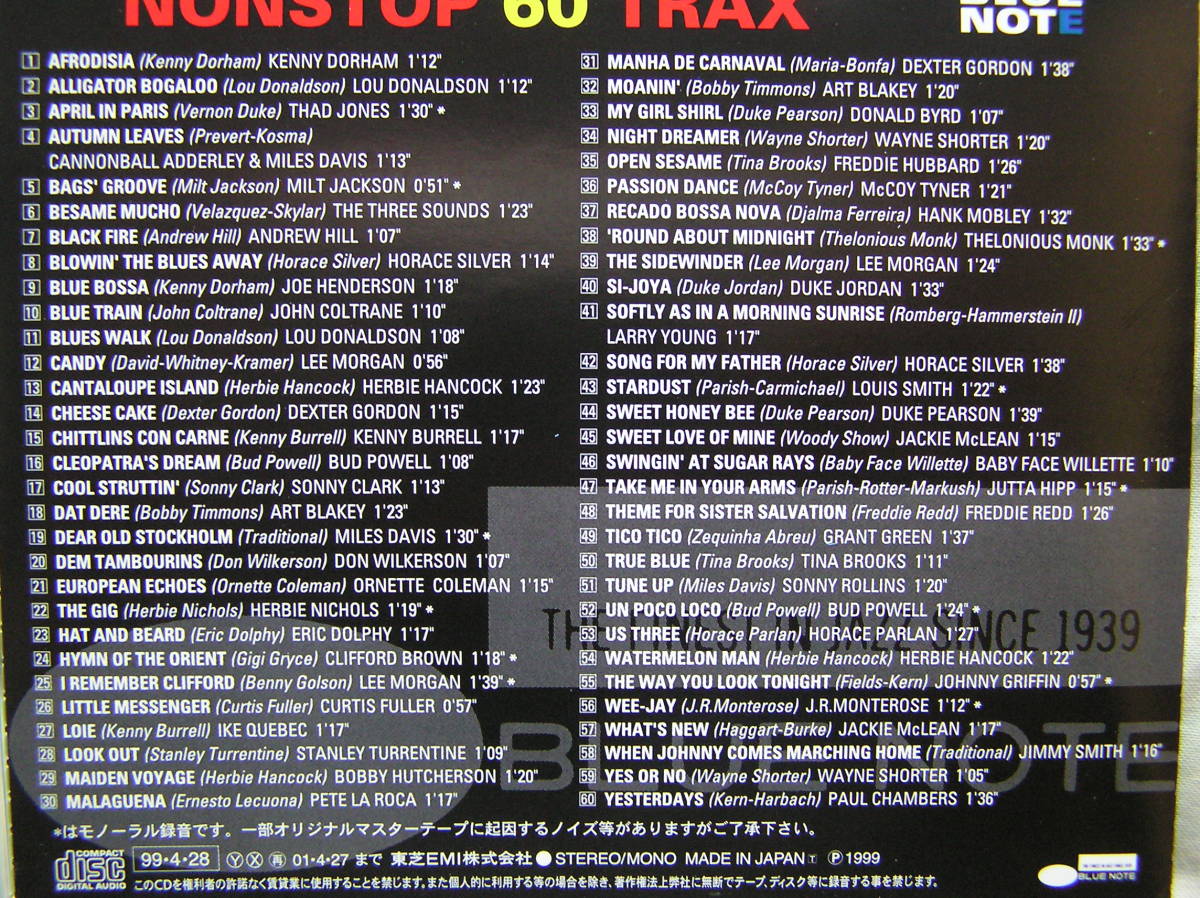 NONSTOP 60 TRAX
BLUE NOTE
1 AFRODISIA (Kenny Dorham) KENNY DORHAM 1'12"
2 ALLIGATOR BOGALOO (Lou Donaldson) LOU DONALDSON 1'12"
3 APRIL IN PARIS (Vernon Duke) THAD JONES 1'30" *
4 AUTUMN LEAVES (Prevert-Kosma)
CANNONBALL ADDERLEY & MILES DAVIS 1'13"
5 BAGS' GROOVE (Milt Jackson) MILT JACKSON 0'51" *
6 BESAME MUCHO (Velazquez-Skylar) THE THREE SOUNDS 1'23"
7 BLACK FIRE (Andrew Hill) ANDREW HILL 1'07"
8 BLOWIN' THE BLUES AWAY (Horace Silver) HORACE SILVER 1'14"
9 BLUE BOSSA (Kenny Dorham) JOE HENDERSON 1'18"
10 BLUE TRAIN (John Coltrane) JOHN COLTRANE 1'10"
11 BLUES WALK (Lou Donaldson) LOU DONALDSON 1'08"
12 CANDY (David-Whitney-Kramer) LEE MORGAN 0'56"
13 CANTALOUPE ISLAND (Herbie Hancock) HERBIE HANCOCK 1'23"
14 CHEESE CAKE (Dexter Gordon) DEXTER GORDON 1'15"
15 CHITTLINS CON CARNE (Kenny Burrell) KENNY BURRELL 1'17"
16 CLEOPATRA'S DREAM (Bud Powell) BUD POWELL 1'08"
17 COOL STRUTTIN' (Sonny Clark) SONNY CLARK 1'13"
18 DAT DERE (Bobby Timmons) ART BLAKEY 1'23"
19 DEAR OLD STOCKHOLM (Traditional) MILES DAVIS 1'30" *
20 DEM TAMBOURINS (Don Wilkerson) DON WILKERSON 1'07"
21 EUROPEAN ECHOES (Ornette Coleman) ORNETTE COLEMAN 1'15"
22 THE GIG (Herbie Nichols) HERBIE NICHOLS 1'19" *
23 HAT AND BEARD (Eric Dolphy) ERIC DOLPHY 1'17"
24 HYMN OF THE ORIENT (Gigi Gryce) CLIFFORD BROWN 1'18" *
25 I REMEMBER CLIFFORD (Benny Golson) LEE MORGAN 1'39" *
26 LITTLE MESSENGER (Curtis Fuller) CURTIS FULLER 0'57"
27 LOIE (Kenny Burrell) IKE QUEBEC 1'17"
28 LOOK OUT (Stanley Turrentine) STANLEY TURRENTINE 1'09"
29 MAIDEN VOYAGE (Herbie Hancock) BOBBY HUTCHERSON 1'20"
30 MALAGUENA (Ernesto Lecuona) PETE LA ROCA 1'17"
31 MANHA DE CARNAVAL (Maria-Bonfa) DEXTER GORDON 1'38"
32 MOANIN' (Bobby Timmons) ART BLAKEY 1'20"
33 MY GIRL SHIRL (Duke Pearson) DONALD BYRD 1'07"
34 NIGHT DREAMER (Wayne Shorter) WAYNE SHORTER 1'20"
35 OPEN SESAME (Tina Brooks) FREDDIE HUBBARD 1'26"
36 PASSION DANCE (McCoy Tyner) McCOY TYNER 1'21"
37 RECADO BOSSA NOVA (Djalma Ferreira) HANK MOBLEY 1'32"
38 'ROUND ABOUT MIDNIGHT (Thelonious Monk) THELONIOUS MONK 1'33" *
39 THE SIDEWINDER (Lee Morgan) LEE MORGAN 1'24"
40 SI-JOYA (Duke Jordan) DUKE JORDAN 1'33"
41 SOFTLY AS IN A MORNING SUNRISE (Romberg-Hammerstein II)
LARRY YOUNG 1'17"
42 SONG FOR MY FATHER (Horace Silver) HORACE SILVER 1'38"
43 STARDUST (Parish-Carmichael) LOUIS SMITH 1'22" *
44 SWEET HONEY BEE (Duke Pearson) DUKE PEARSON 1'39"
45 SWEET LOVE OF MINE (Woody Show) JACKIE McLEAN 1'15"
46 SWINGIN' AT SUGAR RAYS (Baby Face Willette) BABY FACE WILLETTE 1'10"
47 TAKE ME IN YOUR ARMS (Parish-Rotter-Markush) JUTTA HIPP 1'15" *
48 THEME FOR SISTER SALVATION (Freddie Redd) FREDDIE REDD 1'26"
49 TICO TICO (Zequinha Abreu) GRANT GREEN 1'37"
50 TRUE BLUE (Tina Brooks) TINA BROOKS 1'11"
51 TUNE UP (Miles Davis) SONNY ROLLINS 1'20"
52 UN POCO LOCO (Bud Powell) BUD POWELL 1'24" *
53 US THREE (Horace Parlan) HORACE PARLAN 1'27"
54 WATERMELON MAN (Herbie Hancock) HERBIE HANCOCK 1'22"
55 THE WAY YOU LOOK TONIGHT (Fields-Kern) JOHNNY GRIFFIN 0'57" *
56 WEE-JAY (J.R.Monterose) J.R.MONTEROSE 1'12" *
57 WHAT'S NEW (Haggart-Burke) JACKIE McLEAN 1'17"
58 WHEN JOHNNY COMES MARCHING HOME (Traditional) JIMMY SMITH 1'16"
59 YES OR NO (Wayne Shorter) WAYNE SHORTER 1'05"
60 YESTERDAYS (Kern-Harbach) PAUL CHAMBERS 1'36"
THE FINEST IN JAZZ SINCE 1939
BLUE NOTE
*はモノーラル録音です。一部オリジナルマスターテープに起因するノイズ等がありますがご了承下さい。
COMPACT disc DIGITAL AUDIO
99・4・28 Ⓨ Ⓧ 再 01・4・27 まで 東芝EMI株式会社 ● STEREO/MONO MADE IN JAPAN T Ⓟ1999
このCDを権利者の許諾なく賃貸業に使用することを禁じます。また個人的に利用する等の場合を除き、著作権法上弊社に無断でテープ、ディスク等に録音する事を禁じます。
BLUE NOTE